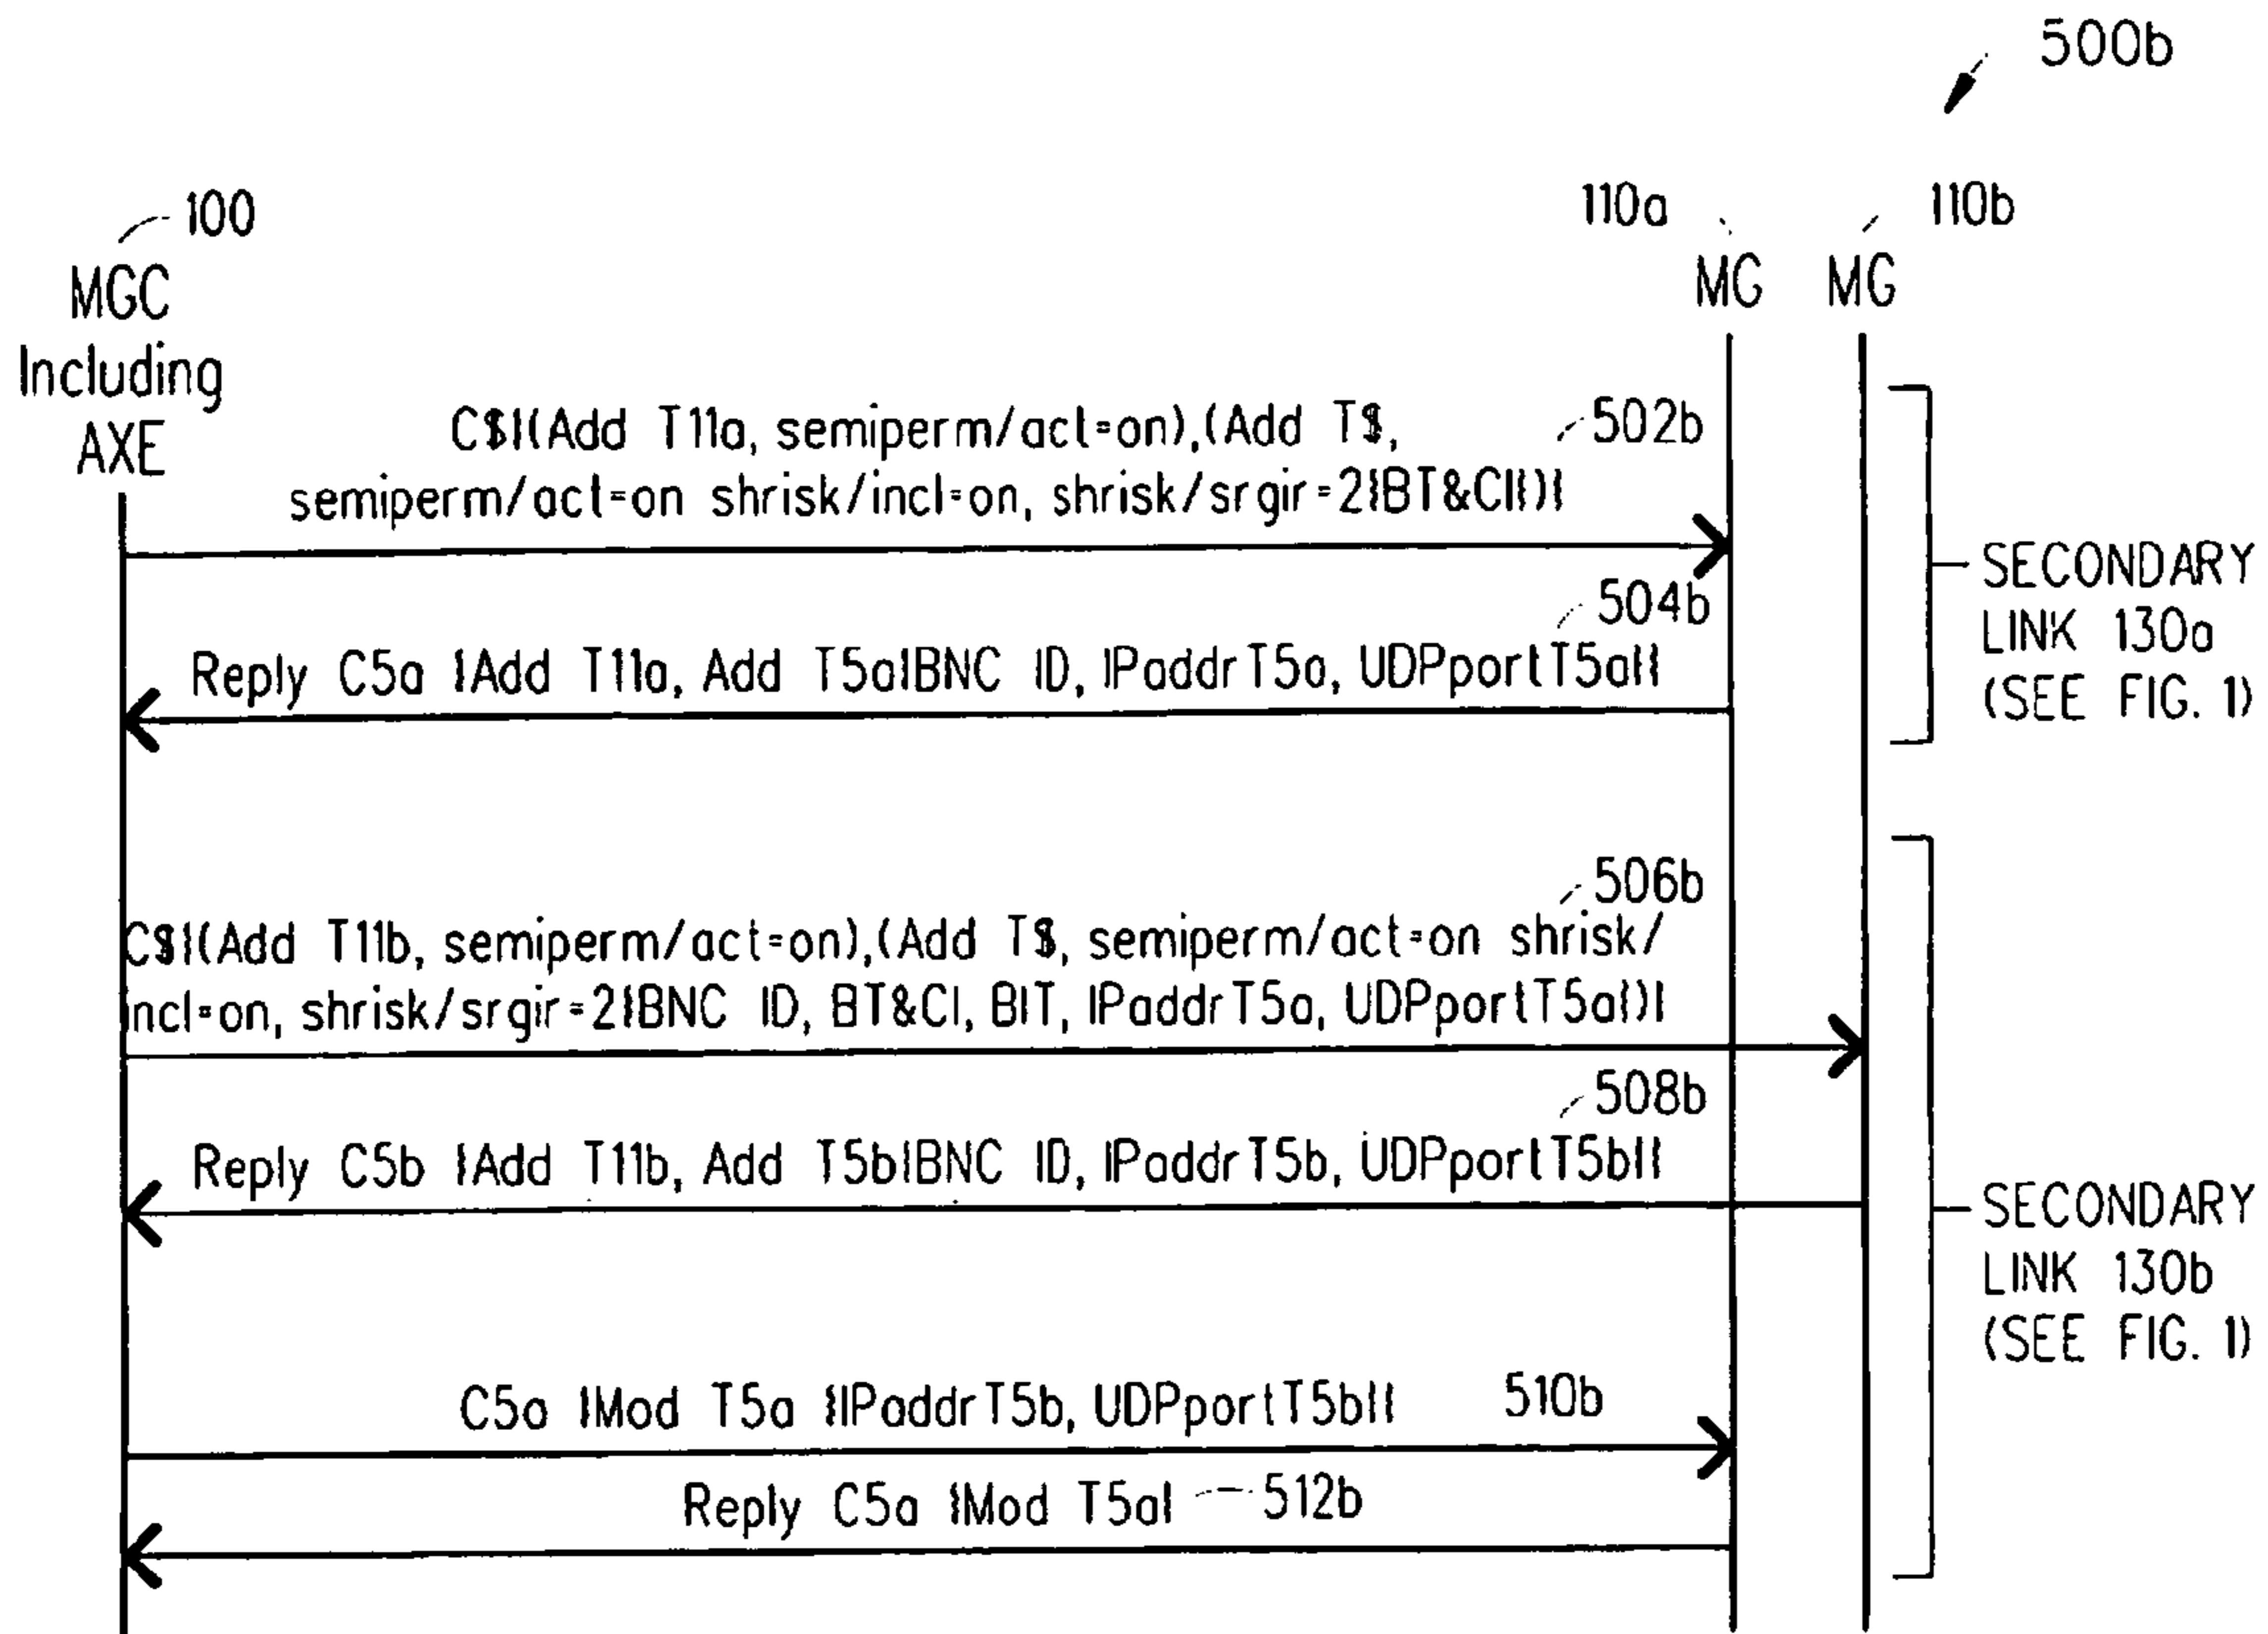 500b
100
MGC
Including
AXE
110a
MG
110b
MG
C${(Add T11a, semiperm/act=on),(Add T$,
semiperm/act=on shrisk/incl=on, shrisk/srgir=2{BT&CI})}
502b
504b
Reply C5a {Add T11a, Add T5a{BNC ID, IPaddrT5a, UDPportT5a}}
SECONDARY
LINK 130a
(SEE FIG. 1)
506b
C${(Add T11b, semiperm/act=on),(Add T$, semiperm/act=on shrisk/
incl=on, shrisk/srgir=2{BNC ID, BT&CI, BIT, IPaddrT5a, UDPportT5a})}
508b
Reply C5b {Add T11b, Add T5b{BNC ID, IPaddrT5b, UDPportT5b}}
SECONDARY
LINK 130b
(SEE FIG. 1)
C5a {Mod T5a {IPaddrT5b, UDPportT5b}}
510b
Reply C5a {Mod T5a}
512b